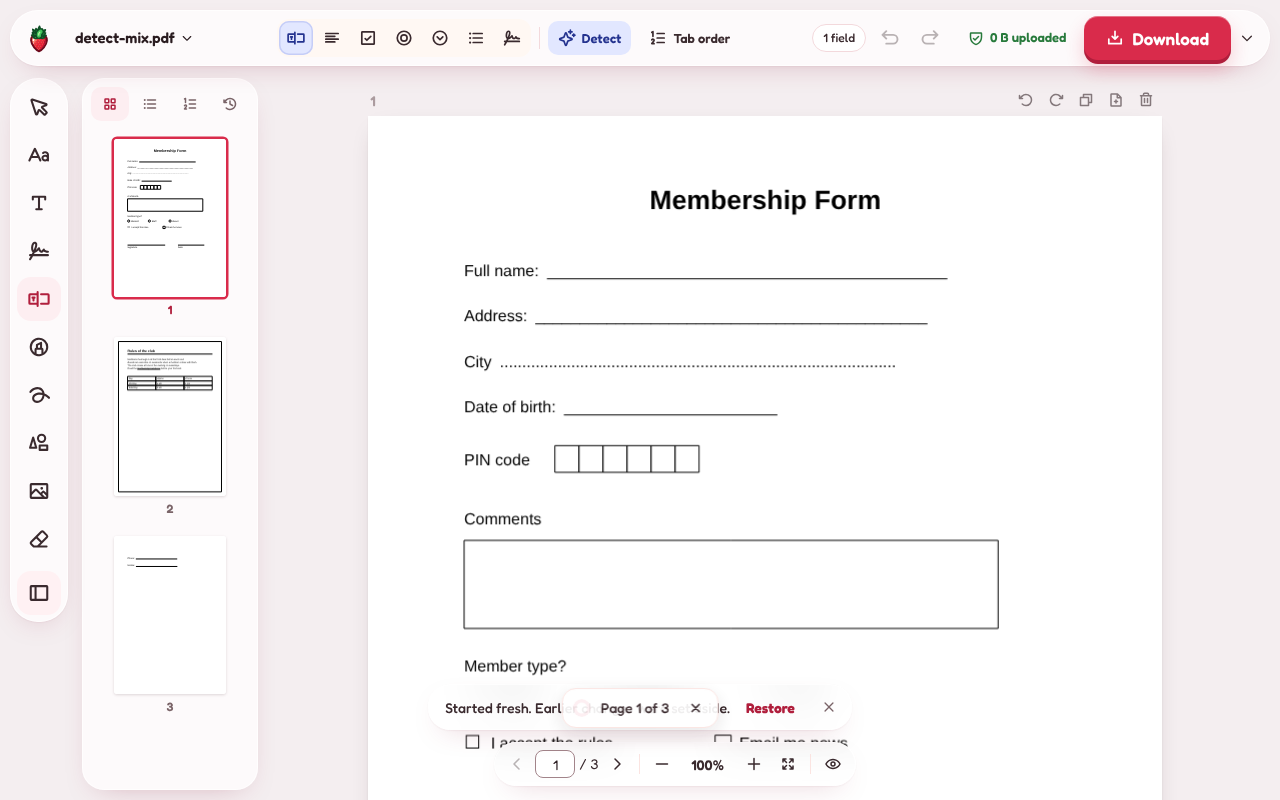 detect-mix.pdf
Detect
Tab order
1 field
0 B uploaded
Download
Aa
T
1
2
3
1
Membership Form
Full name:
Address:
City
Date of birth:
PIN code
Comments
Member type?
Started fresh. Restore
Page 1 of 3
I accept the rules
Email me news
1 / 3
100%